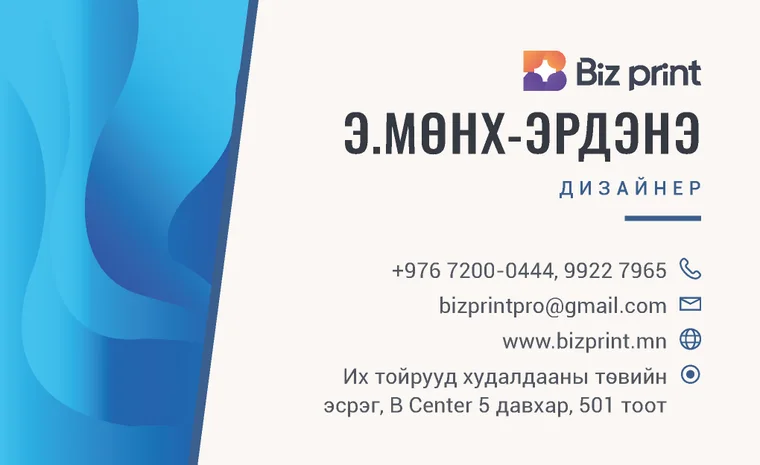 Biz print
Э.МӨНХ-ЭРДЭНЭ
ДИЗАЙНЕР
+976 7200-0444, 9922 7965
bizprintpro@gmail.com
www.bizprint.mn
Их тойрууд худалдааны төвийн
эсрэг, B Center 5 давхар, 501 тоот